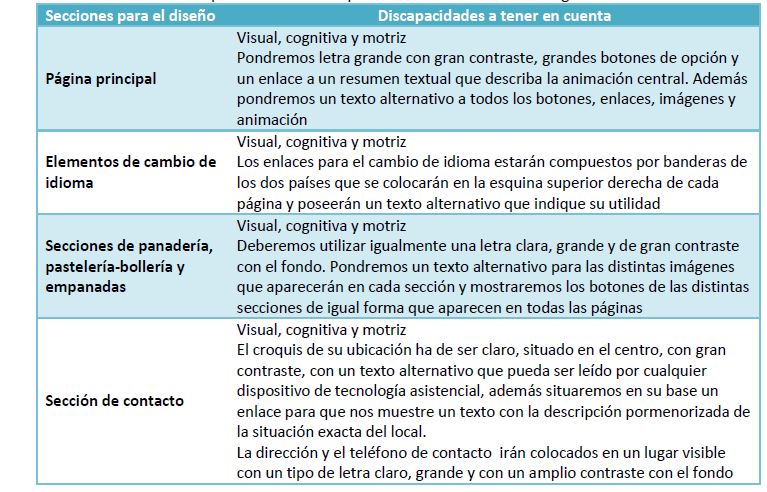 Secciones para el diseño
Discapacidades a tener en cuenta
Página principal
Visual, cognitiva y motriz
Pondremos letra grande con gran contraste, grandes botones de opción y
un enlace a un resumen textual que describa la animación central. Además
pondremos un texto alternativo a todos los botones, enlaces, imágenes y
animación
Elementos de cambio de
idioma
Visual, cognitiva y motriz
Los enlaces para el cambio de idioma estarán compuestos por banderas de
los dos países que se colocarán en la esquina superior derecha de cada
página y poseerán un texto alternativo que indique su utilidad
Secciones de panadería,
pastelería-bollería y
empanadas
Visual, cognitiva y motriz
Deberemos utilizar igualmente una letra clara, grande y de gran contraste
con el fondo. Pondremos un texto alternativo para las distintas imágenes
que aparecerán en cada sección y mostraremos los botones de las distintas
secciones de igual forma que aparecen en todas las páginas
Sección de contacto
Visual, cognitiva y motriz
El croquis de su ubicación ha de ser claro, situado en el centro, con gran
contraste, con un texto alternativo que pueda ser leído por cualquier
dispositivo de tecnología asistencial, además situaremos en su base un
enlace para que nos muestre un texto con la descripción pormenorizada de
la situación exacta del local.
La dirección y el teléfono de contacto irán colocados en un lugar visible
con un tipo de letra claro, grande y con un amplio contraste con el fondo